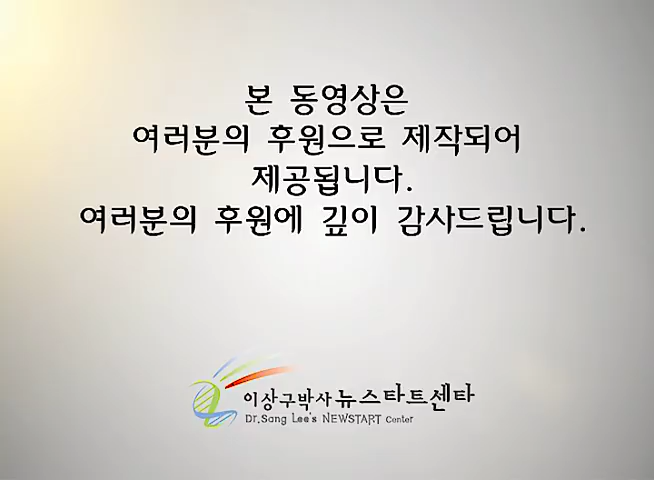 본 동영상은
여러분의 후원으로 제작되어
제공됩니다.
여러분의 후원에 깊이 감사드립니다.
이상구박사 뉴스타트센타
Dr.Sang Lee's NEWSTART Center